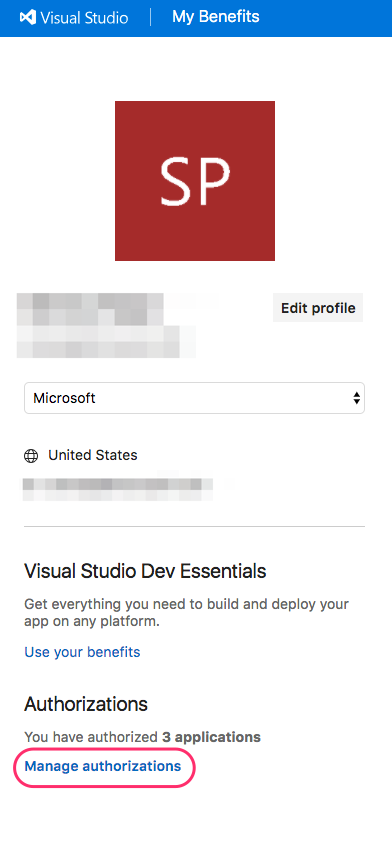 Visual Studio | My Benefits
SP
Edit profile
Microsoft
United States
Visual Studio Dev Essentials
Get everything you need to build and deploy your
app on any platform.
Use your benefits
Authorizations
You have authorized 3 applications
Manage authorizations